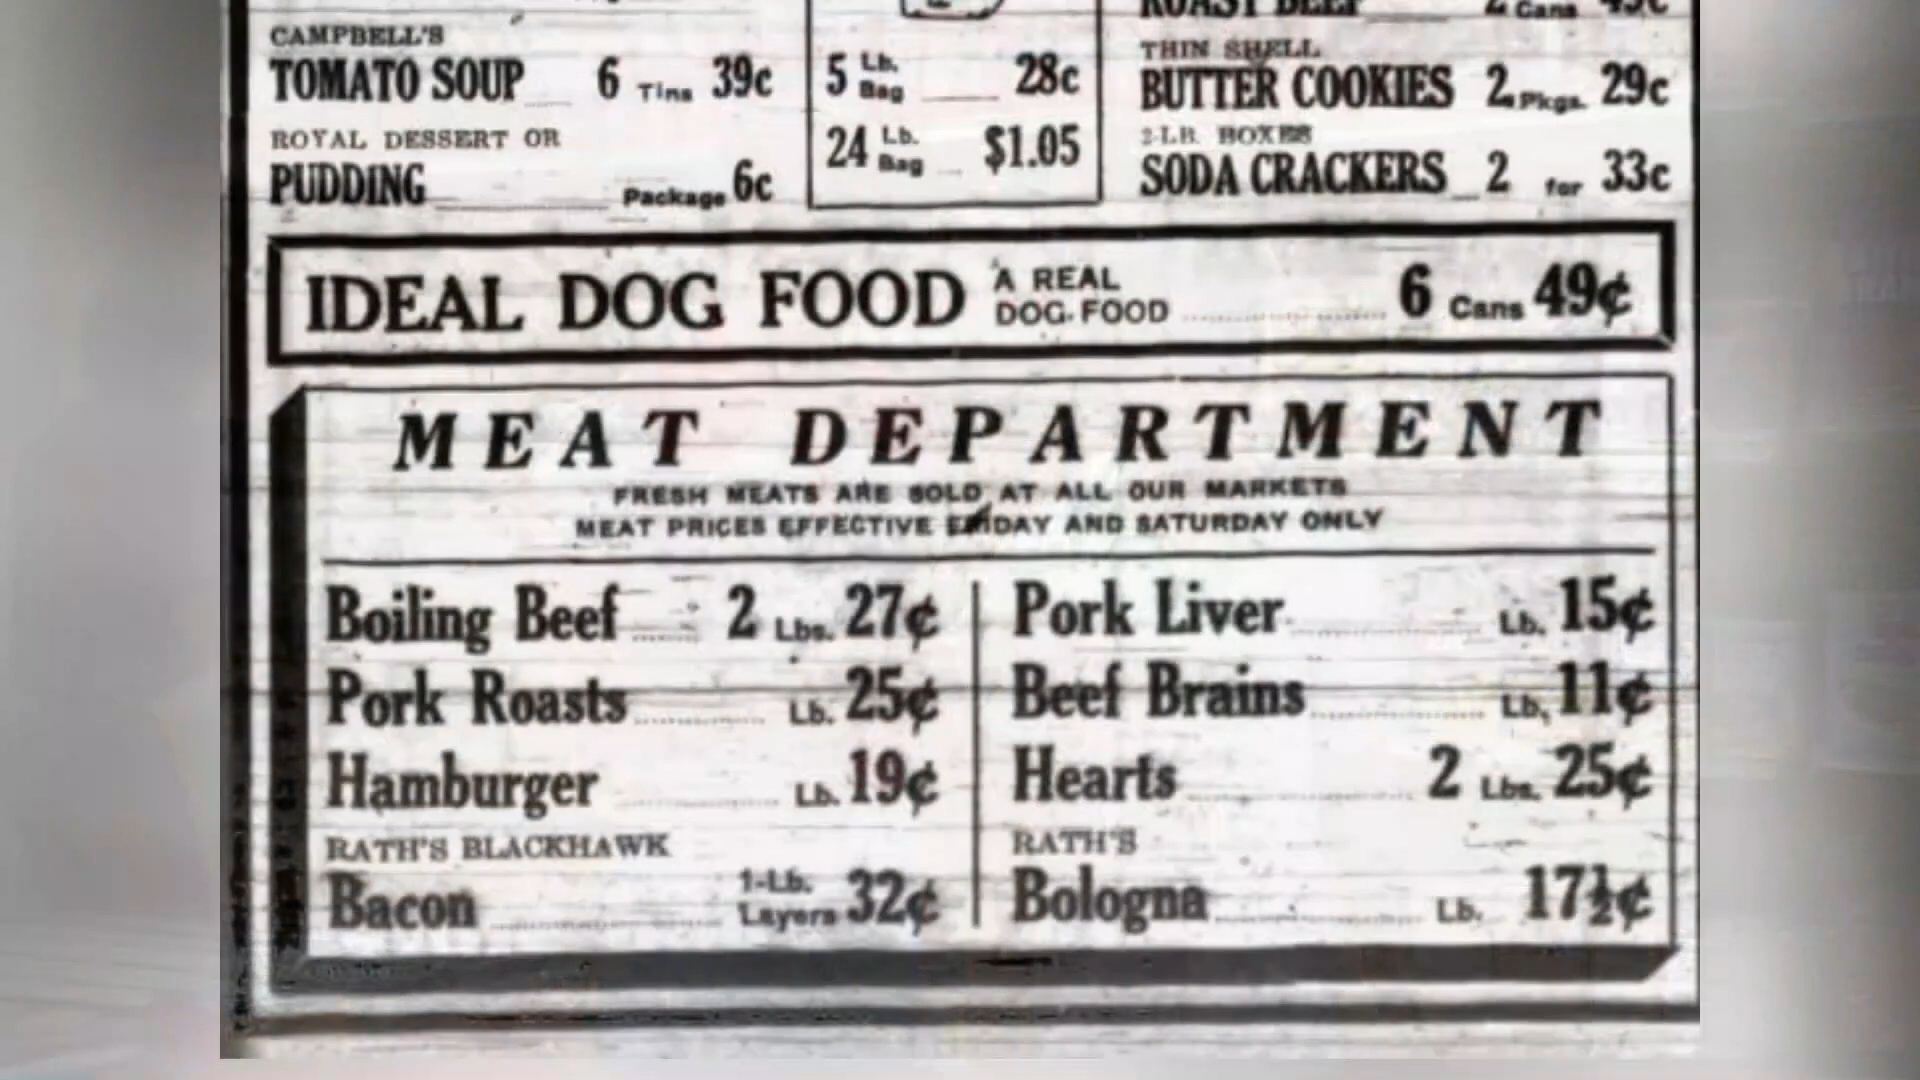 CAMPBELL'S
TOMATO SOUP 6 Tins 39c
ROYAL DESSERT OR
PUDDING Package 6c
5 Lb. Bag 28c
24 Lb. Bag $1.05
ROAST BEEF 2 Cans
THIN SHELL
BUTTER COOKIES 2 Pkgs. 29c
2-LB. BOXES
SODA CRACKERS 2 for 33c
IDEAL DOG FOOD A REAL DOG FOOD 6 Cans 49¢
MEAT DEPARTMENT
FRESH MEATS ARE SOLD AT ALL OUR MARKETS
MEAT PRICES EFFECTIVE FRIDAY AND SATURDAY ONLY
Boiling Beef 2 Lbs. 27¢
Pork Roasts Lb. 25¢
Hamburger Lb. 19¢
RATH'S BLACKHAWK
Bacon 1-Lb. Layers 32¢
Pork Liver Lb. 15¢
Beef Brains Lb. 11¢
Hearts 2 Lbs. 25¢
RATH'S
Bologna Lb. 17½¢